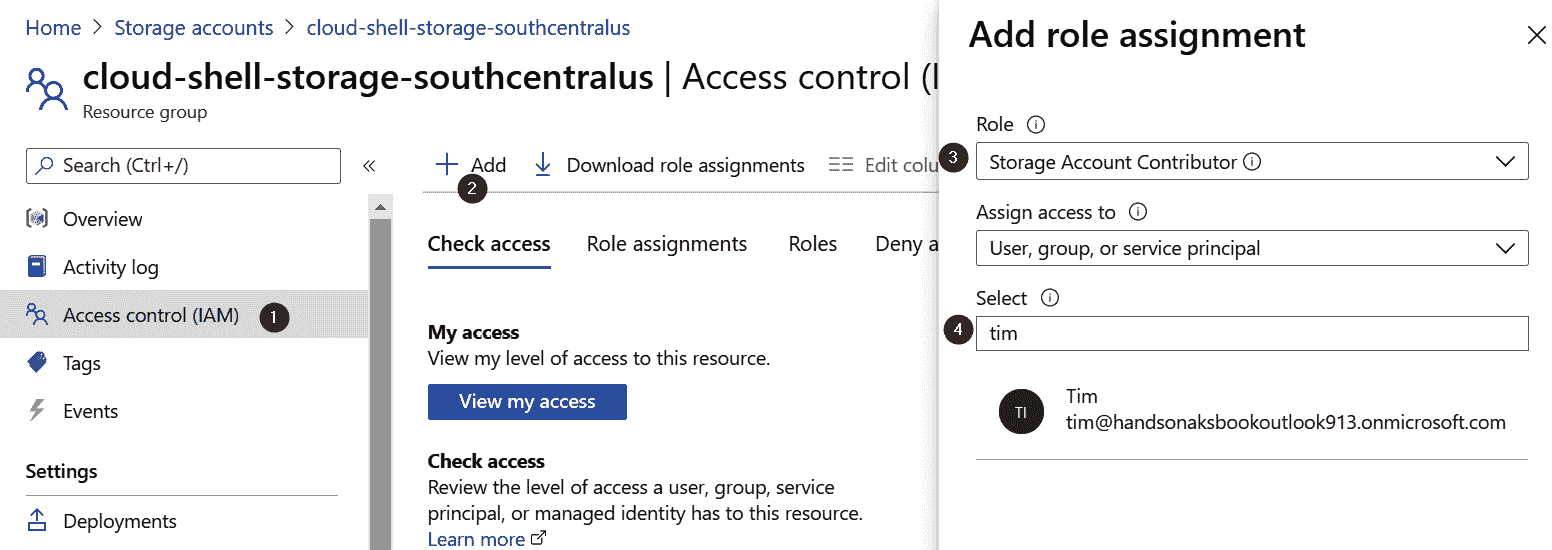 Home > Storage accounts > cloud-shell-storage-southcentralus
cloud-shell-storage-southcentralus | Access control (I
Resource group
Search (Ctrl+/)
«
Overview
Activity log
Access control (IAM) 1
Tags
Events
Settings
Deployments
+ Add
2
Download role assignments
Edit colu
Check access
Role assignments
Roles
Deny a
My access
View my level of access to this resource.
View my access
Check access
Review the level of access a user, group, service
principal, or managed identity has to this resource.
Learn more
Add role assignment
Role
3
Storage Account Contributor
Assign access to
User, group, or service principal
Select
4
tim
TI
Tim
tim@handsonaksbookoutlook913.onmicrosoft.com